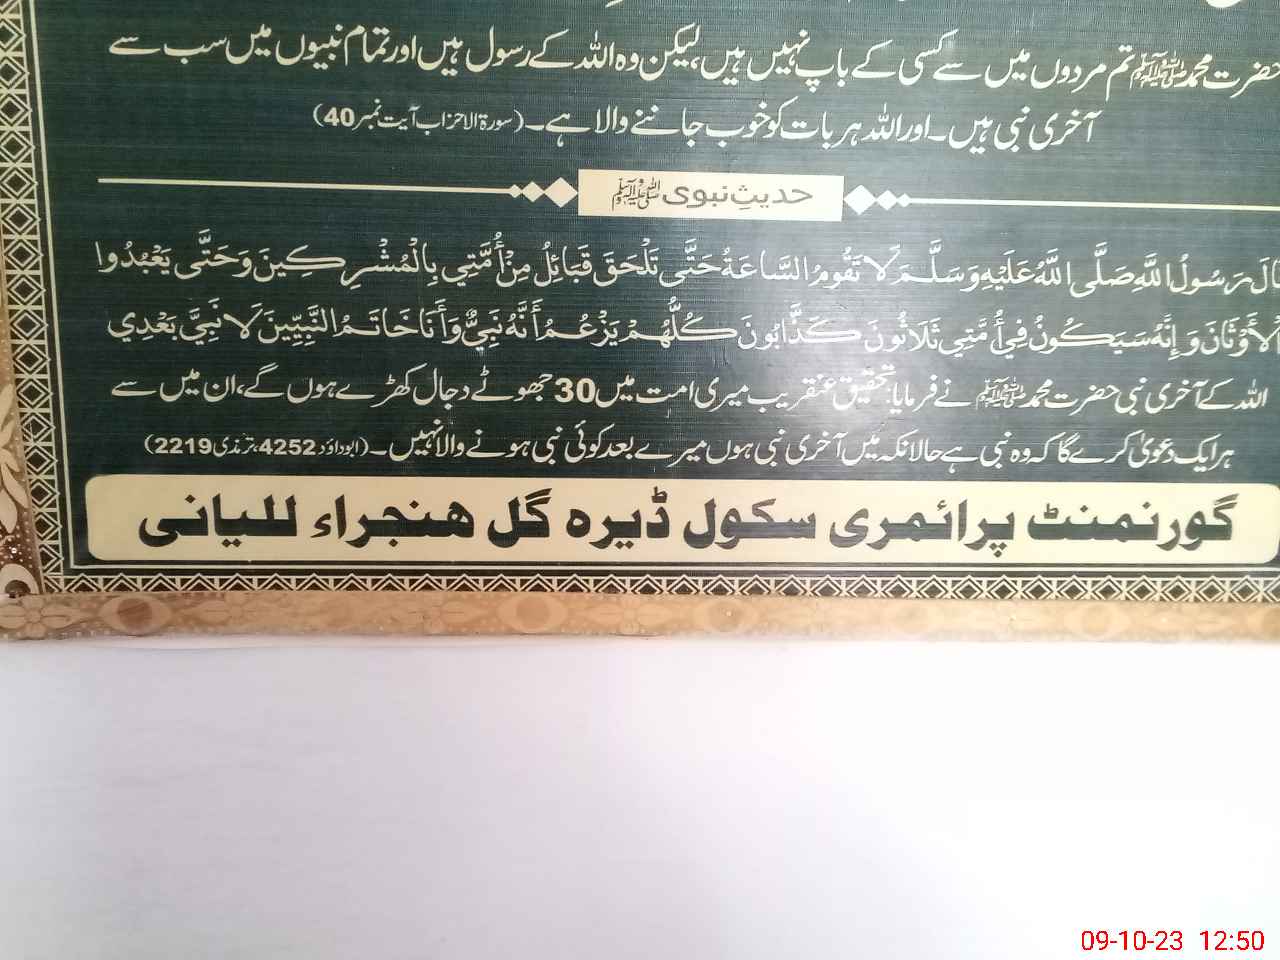 حضرت محمد ﷺ تم مردوں میں سے کسی کے باپ نہیں ہیں، لیکن وہ اللہ کے رسول ہیں اور تمام نبیوں میں سب سے
آخری نبی ہیں۔ اور اللہ ہر بات کو خوب جاننے والا ہے۔ (سورۃ الاحزاب آیت نمبر 40)
حدیثِ نبوی ﷺ
قَالَ رَسُولُ اللَّهِ صَلَّى اللَّهُ عَلَيْهِ وَسَلَّمَ لَا تَقُومُ السَّاعَةُ حَتَّى تَلْحَقَ قَبَائِلُ مِنْ أُمَّتِي بِالْمُشْرِكِينَ وَحَتَّى يَعْبُدُوا
الْأَوْثَانَ وَإِنَّهُ سَيَكُونُ فِي أُمَّتِي ثَلَاثُونَ كَذَّابُونَ كُلُّهُمْ يَزْعُمُ أَنَّهُ نَبِيٌّ وَأَنَا خَاتَمُ النَّبِيِّينَ لَا نَبِيَّ بَعْدِي
اللہ کے آخری نبی حضرت محمد ﷺ نے فرمایا: تحقیق عنقریب میری امت میں 30 جھوٹے دجال کھڑے ہوں گے، ان میں سے
ہر ایک دعویٰ کرے گا کہ وہ نبی ہے حالانکہ میں آخری نبی ہوں میرے بعد کوئی نبی ہونے والا نہیں۔ (ابوداؤد 4252، ترمذی 2219)
گورنمنٹ پرائمری سکول ڈیرہ گل ھنجراء للیانی
09-10-23 12:50